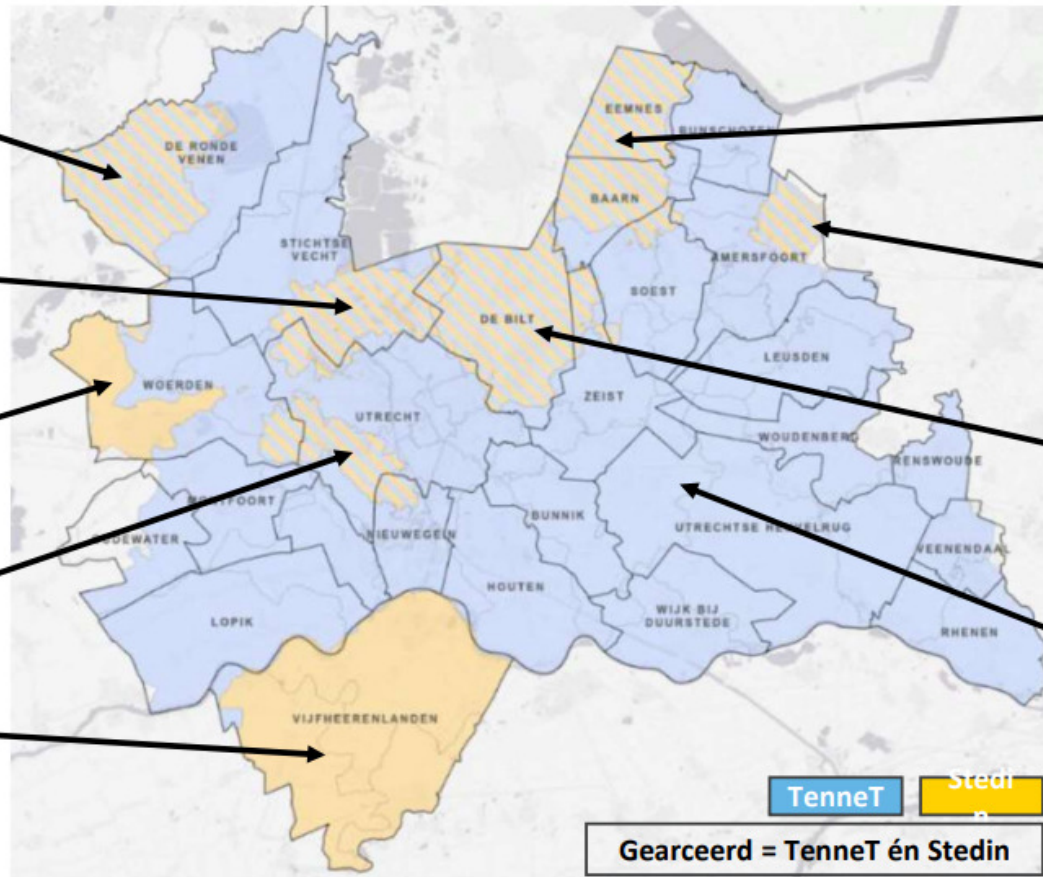 EEMNES
BUNSCHOTEN
DE RONDE
VENEN
BAARN
STICHTSE
VECHT
AMERSFOORT
SOEST
DE BILT
LEUSDEN
WOERDEN
ZEIST
UTRECHT
WOUDENBERG
RENSWOUDE
MONTFOORT
BUNNIK
UTRECHTSE HEUVELRUG
OUDEWATER
NIEUWEGEIN
VEENENDAAL
HOUTEN
WIJK BIJ
DUURSTEDE
LOPIK
RHENEN
VIJFHEERENLANDEN
TenneT
Stedi
n
Gearceerd = TenneT én Stedin